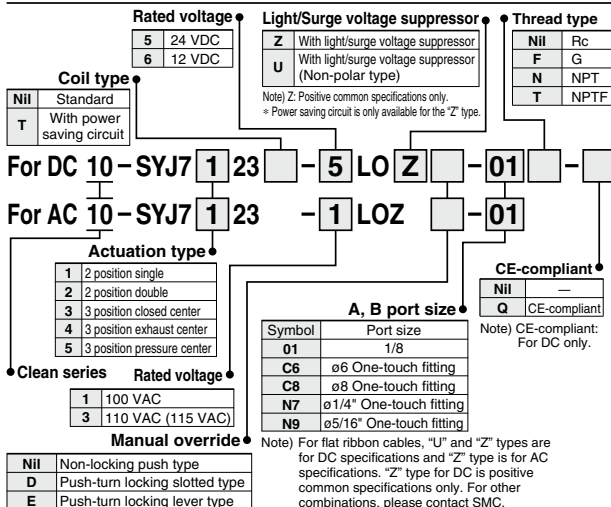 Rated voltage
5 24 VDC
6 12 VDC
Light/Surge voltage suppressor
Z With light/surge voltage suppressor
U With light/surge voltage suppressor (Non-polar type)
Note) Z: Positive common specifications only.
* Power saving circuit is only available for the "Z" type.
Thread type
Nil Rc
F G
N NPT
T NPTF
Coil type
Nil Standard
T With power saving circuit
For DC 10 – SYJ7 1 23 – 5 LO Z – 01 –
For AC 10 – SYJ7 1 23 – 1 LOZ – 01
Actuation type
1 2 position single
2 2 position double
3 3 position closed center
4 3 position exhaust center
5 3 position pressure center
Clean series
Rated voltage
1 100 VAC
3 110 VAC (115 VAC)
Manual override
Nil Non-locking push type
D Push-turn locking slotted type
E Push-turn locking lever type
A, B port size
Symbol Port size
01 1/8
C6 ø6 One-touch fitting
C8 ø8 One-touch fitting
N7 ø1/4" One-touch fitting
N9 ø5/16" One-touch fitting
Note) For flat ribbon cables, "U" and "Z" types are
for DC specifications and "Z" type is for AC
specifications. "Z" type for DC is positive
common specifications only. For other
combinations, please contact SMC.
CE-compliant
Nil —
Q CE-compliant
Note) CE-compliant:
For DC only.